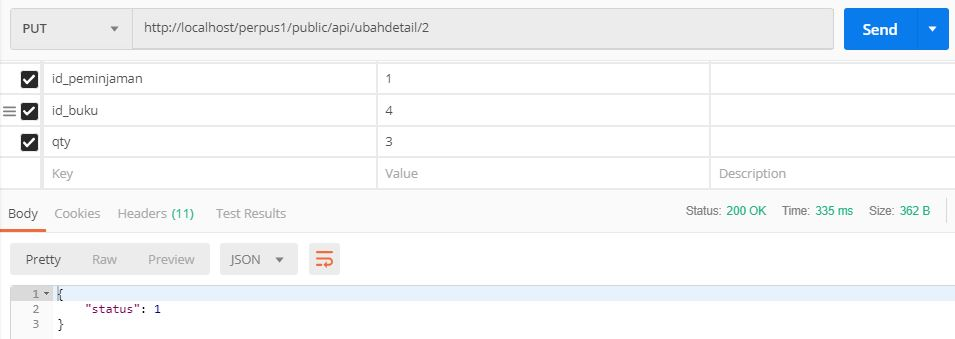 PUT http://localhost/perpus1/public/api/ubahdetail/2 Send
id_peminjaman 1
id_buku 4
qty 3
Key Value Description
Body Cookies Headers (11) Test Results Status: 200 OK Time: 335 ms Size: 362 B
Pretty Raw Preview JSON
1 {
2 "status": 1
3 }